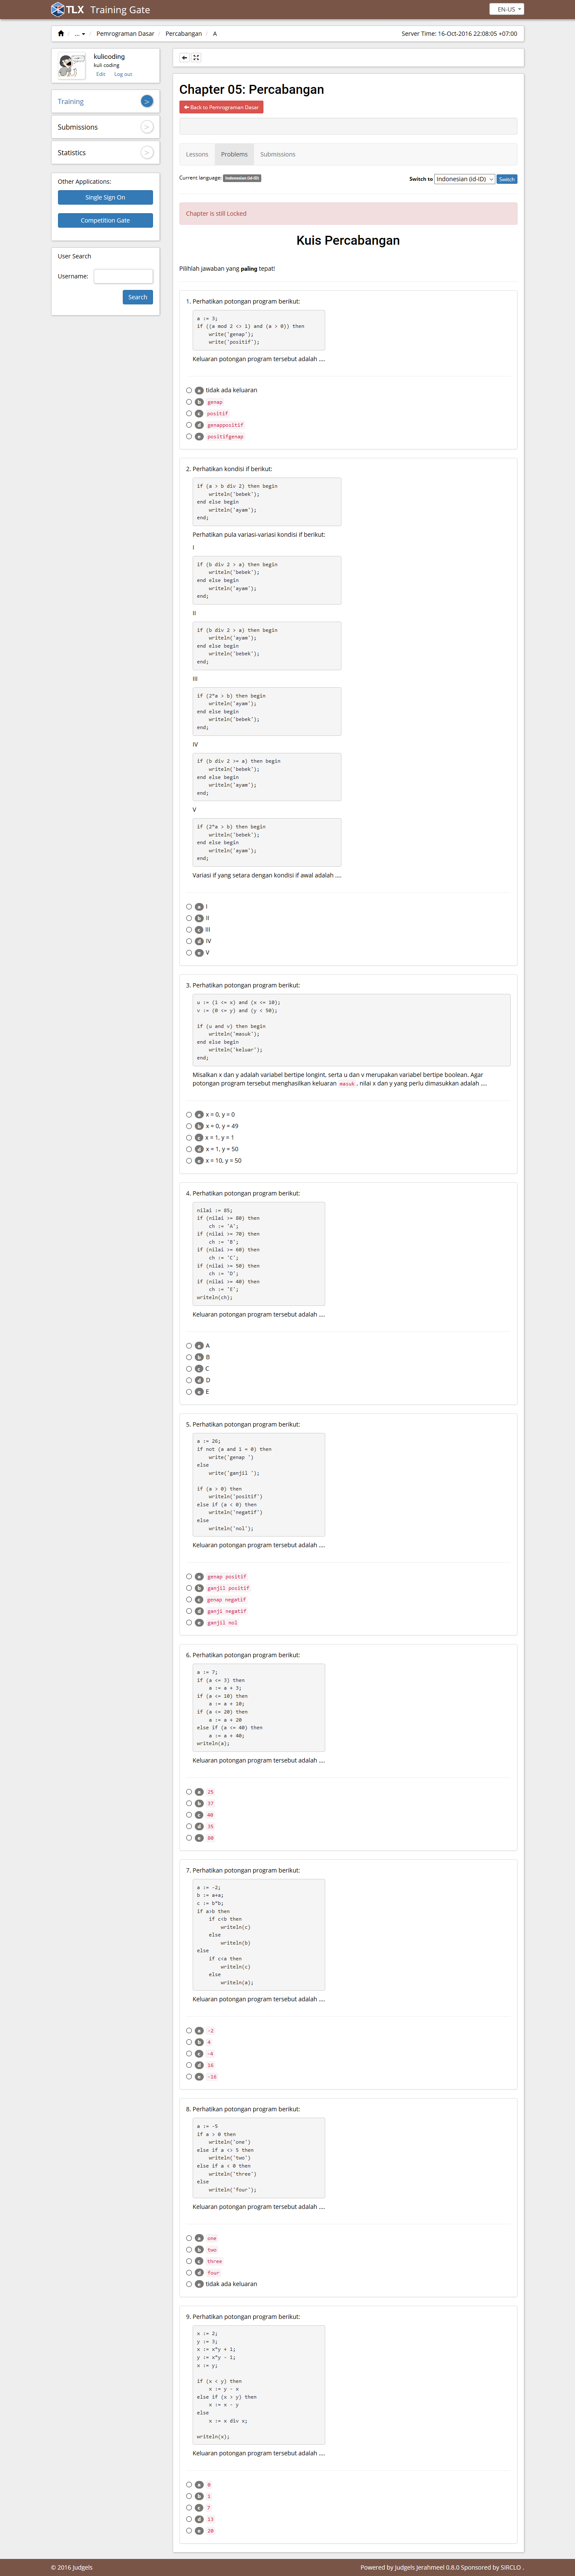 TLX Training Gate
EN-US
... Pemrograman Dasar / Percabangan / A
Server Time: 16-Oct-2016 22:08:05 +07:00
kulicoding
kuli coding
Edit Log out
Training
Submissions
Statistics
Other Applications:
Single Sign On
Competition Gate
User Search
Username:
Search
Chapter 05: Percabangan
Back to Pemrograman Dasar
Lessons Problems Submissions
Current language: Indonesian (id-ID)
Switch to Indonesian (id-ID) Switch
Chapter is still Locked
Kuis Percabangan
Pilihlah jawaban yang paling tepat!
1. Perhatikan potongan program berikut:
a := 3;
if ((a mod 2 <> 1) and (a > 0)) then
write('genap');
write('positif');
Keluaran potongan program tersebut adalah ....
a tidak ada keluaran
b genap
c positif
d genappositif
e positifgenap
2. Perhatikan kondisi if berikut:
if (a > b div 2) then begin
writeln('bebek');
end else begin
writeln('ayam');
end;
Perhatikan pula variasi-variasi kondisi if berikut:
I
if (b div 2 > a) then begin
writeln('bebek');
end else begin
writeln('ayam');
end;
II
if (b div 2 > a) then begin
writeln('ayam');
end else begin
writeln('bebek');
end;
III
if (2*a > b) then begin
writeln('ayam');
end else begin
writeln('bebek');
end;
IV
if (b div 2 >= a) then begin
writeln('bebek');
end else begin
writeln('ayam');
end;
V
if (2*a > b) then begin
writeln('bebek');
end else begin
writeln('ayam');
end;
Variasi if yang setara dengan kondisi if awal adalah ....
a I
b II
c III
d IV
e V
3. Perhatikan potongan program berikut:
u := (1 <= x) and (x <= 10);
v := (0 <= y) and (y < 50);
if (u and v) then begin
writeln('masuk');
end else begin
writeln('keluar');
end;
Misalkan x dan y adalah variabel bertipe longint, serta u dan v merupakan variabel bertipe boolean. Agar
potongan program tersebut menghasilkan keluaran masuk , nilai x dan y yang perlu dimasukkan adalah ....
a x = 0, y = 0
b x = 0, y = 49
c x = 1, y = 1
d x = 1, y = 50
e x = 10, y = 50
4. Perhatikan potongan program berikut:
nilai := 85;
if (nilai >= 80) then
ch := 'A';
if (nilai >= 70) then
ch := 'B';
if (nilai >= 60) then
ch := 'C';
if (nilai >= 50) then
ch := 'D';
if (nilai >= 40) then
ch := 'E';
writeln(ch);
Keluaran potongan program tersebut adalah ....
a A
b B
c C
d D
e E
5. Perhatikan potongan program berikut:
a := 26;
if not (a and 1 = 0) then
write('genap ')
else
write('ganjil ');
if (a > 0) then
writeln('positif')
else if (a < 0) then
writeln('negatif')
else
writeln('nol');
Keluaran potongan program tersebut adalah ....
a genap positif
b ganjil positif
c genap negatif
d ganji negatif
e ganjil nol
6. Perhatikan potongan program berikut:
a := 7;
if (a <= 3) then
a := a + 3;
if (a <= 10) then
a := a + 10;
if (a <= 20) then
a := a + 20
else if (a <= 40) then
a := a + 40;
writeln(a);
Keluaran potongan program tersebut adalah ....
a 25
b 37
c 40
d 35
e 80
7. Perhatikan potongan program berikut:
a := -2;
b := a+a;
c := b*b;
if a>b then
if c<b then
writeln(c)
else
writeln(b)
else
if c<a then
writeln(c)
else
writeln(a);
Keluaran potongan program tersebut adalah ....
a -2
b 4
c -4
d 16
e -16
8. Perhatikan potongan program berikut:
a := -5
if a > 0 then
writeln('one')
else if a <> 5 then
writeln('two')
else if a < 0 then
writeln('three')
else
writeln('four');
Keluaran potongan program tersebut adalah ....
a one
b two
c three
d four
e tidak ada keluaran
9. Perhatikan potongan program berikut:
x := 2;
y := 3;
x := x*y + 1;
y := x*y - 1;
x := y;
if (x < y) then
x := y - x
else if (x > y) then
x := x - y
else
x := x div x;
writeln(x);
Keluaran potongan program tersebut adalah ....
a 0
b 1
c 7
d 13
e 20
© 2016 Judgels
Powered by Judgels Jerahmeel 0.8.0 Sponsored by SIRCLO .